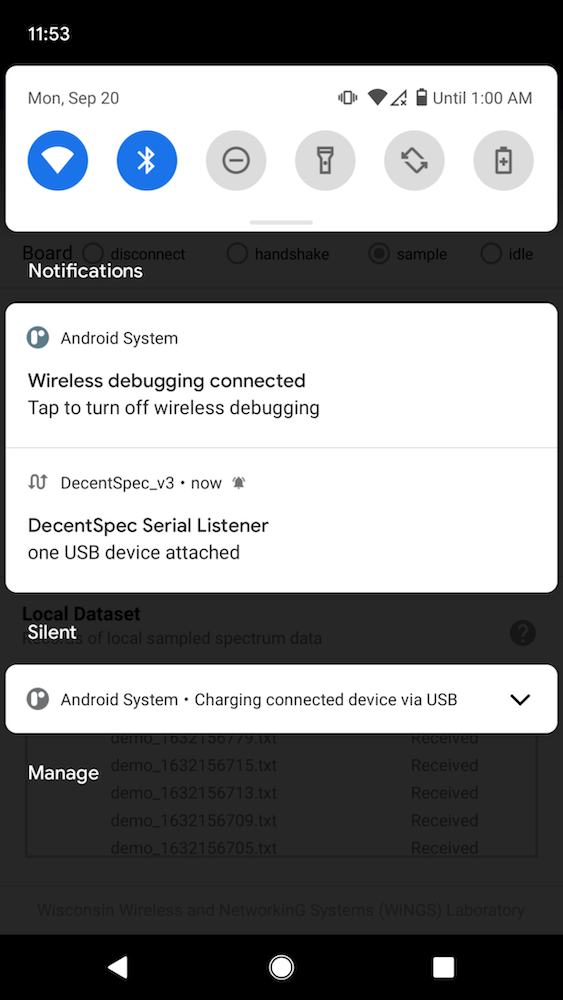 11:53
Mon, Sep 20 Until 1:00 AM
Board disconnect handshake sample idle
Notifications
Android System
Wireless debugging connected
Tap to turn off wireless debugging
DecentSpec_v3 • now
DecentSpec Serial Listener
one USB device attached
Local Dataset
Silent
Records of local sampled spectrum data
Android System • Charging connected device via USB
demo_1632156779.txt Received
demo_1632156715.txt Received
Manage
demo_1632156713.txt Received
demo_1632156709.txt Received
demo_1632156705.txt Received
Wisconsin Wireless and NetworkinG Systems (WiNGS) Laboratory